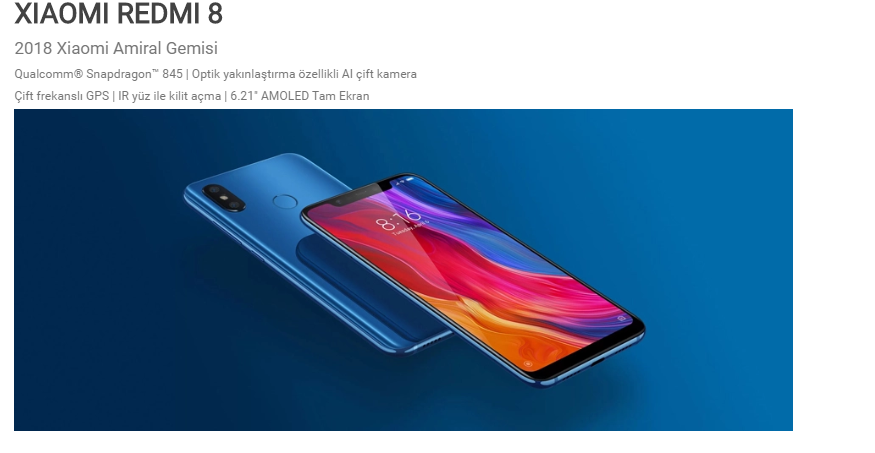 XIAOMI REDMI 8
2018 Xiaomi Amiral Gemisi
Qualcomm® Snapdragon™ 845 | Optik yakınlaştırma özellikli AI çift kamera
Çift frekanslı GPS | IR yüz ile kilit açma | 6.21" AMOLED Tam Ekran
8:16